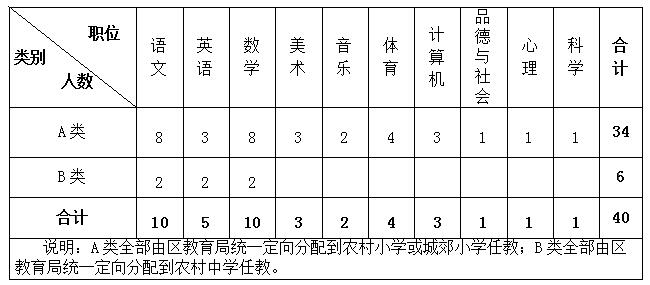 职位
类别
人数
语文 英语 数学 美术 音乐 体育 计算机 品德与社会 心理 科学 合计
A类 8 3 8 3 2 4 3 1 1 1 34
B类 2 2 2 6
合计 10 5 10 3 2 4 3 1 1 1 40
说明：A类全部由区教育局统一定向分配到农村小学或城郊小学任教；B类全部由区
教育局统一定向分配到农村中学任教。